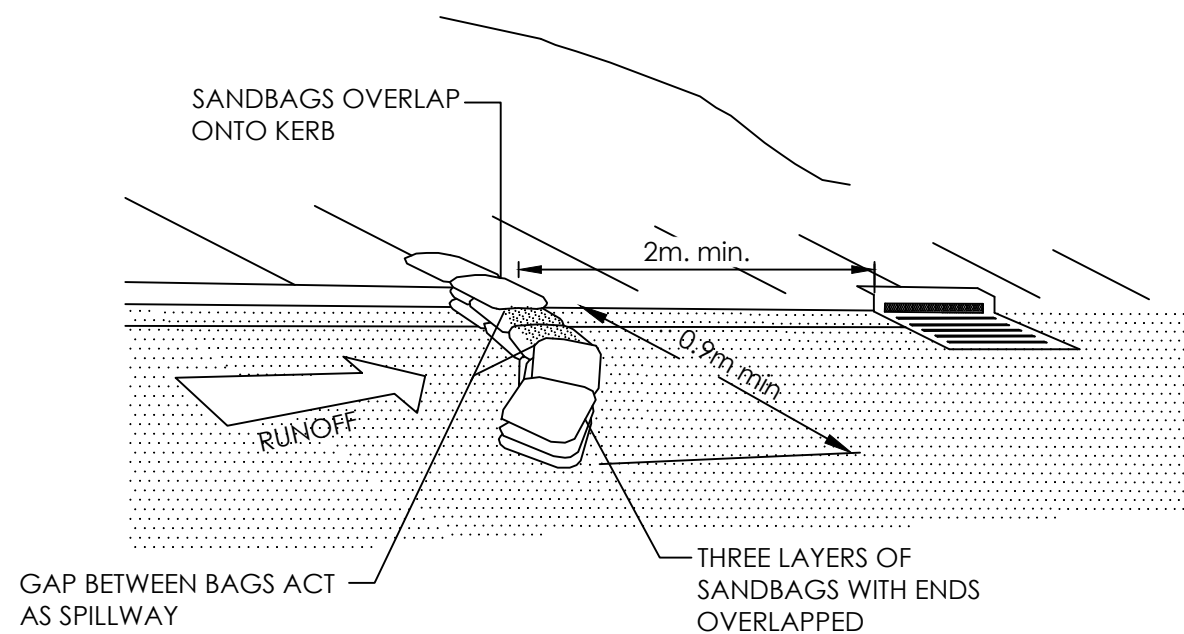 SANDBAGS OVERLAP
ONTO KERB
2m. min.
0.9m min
RUNOFF
GAP BETWEEN BAGS ACT
AS SPILLWAY
THREE LAYERS OF
SANDBAGS WITH ENDS
OVERLAPPED